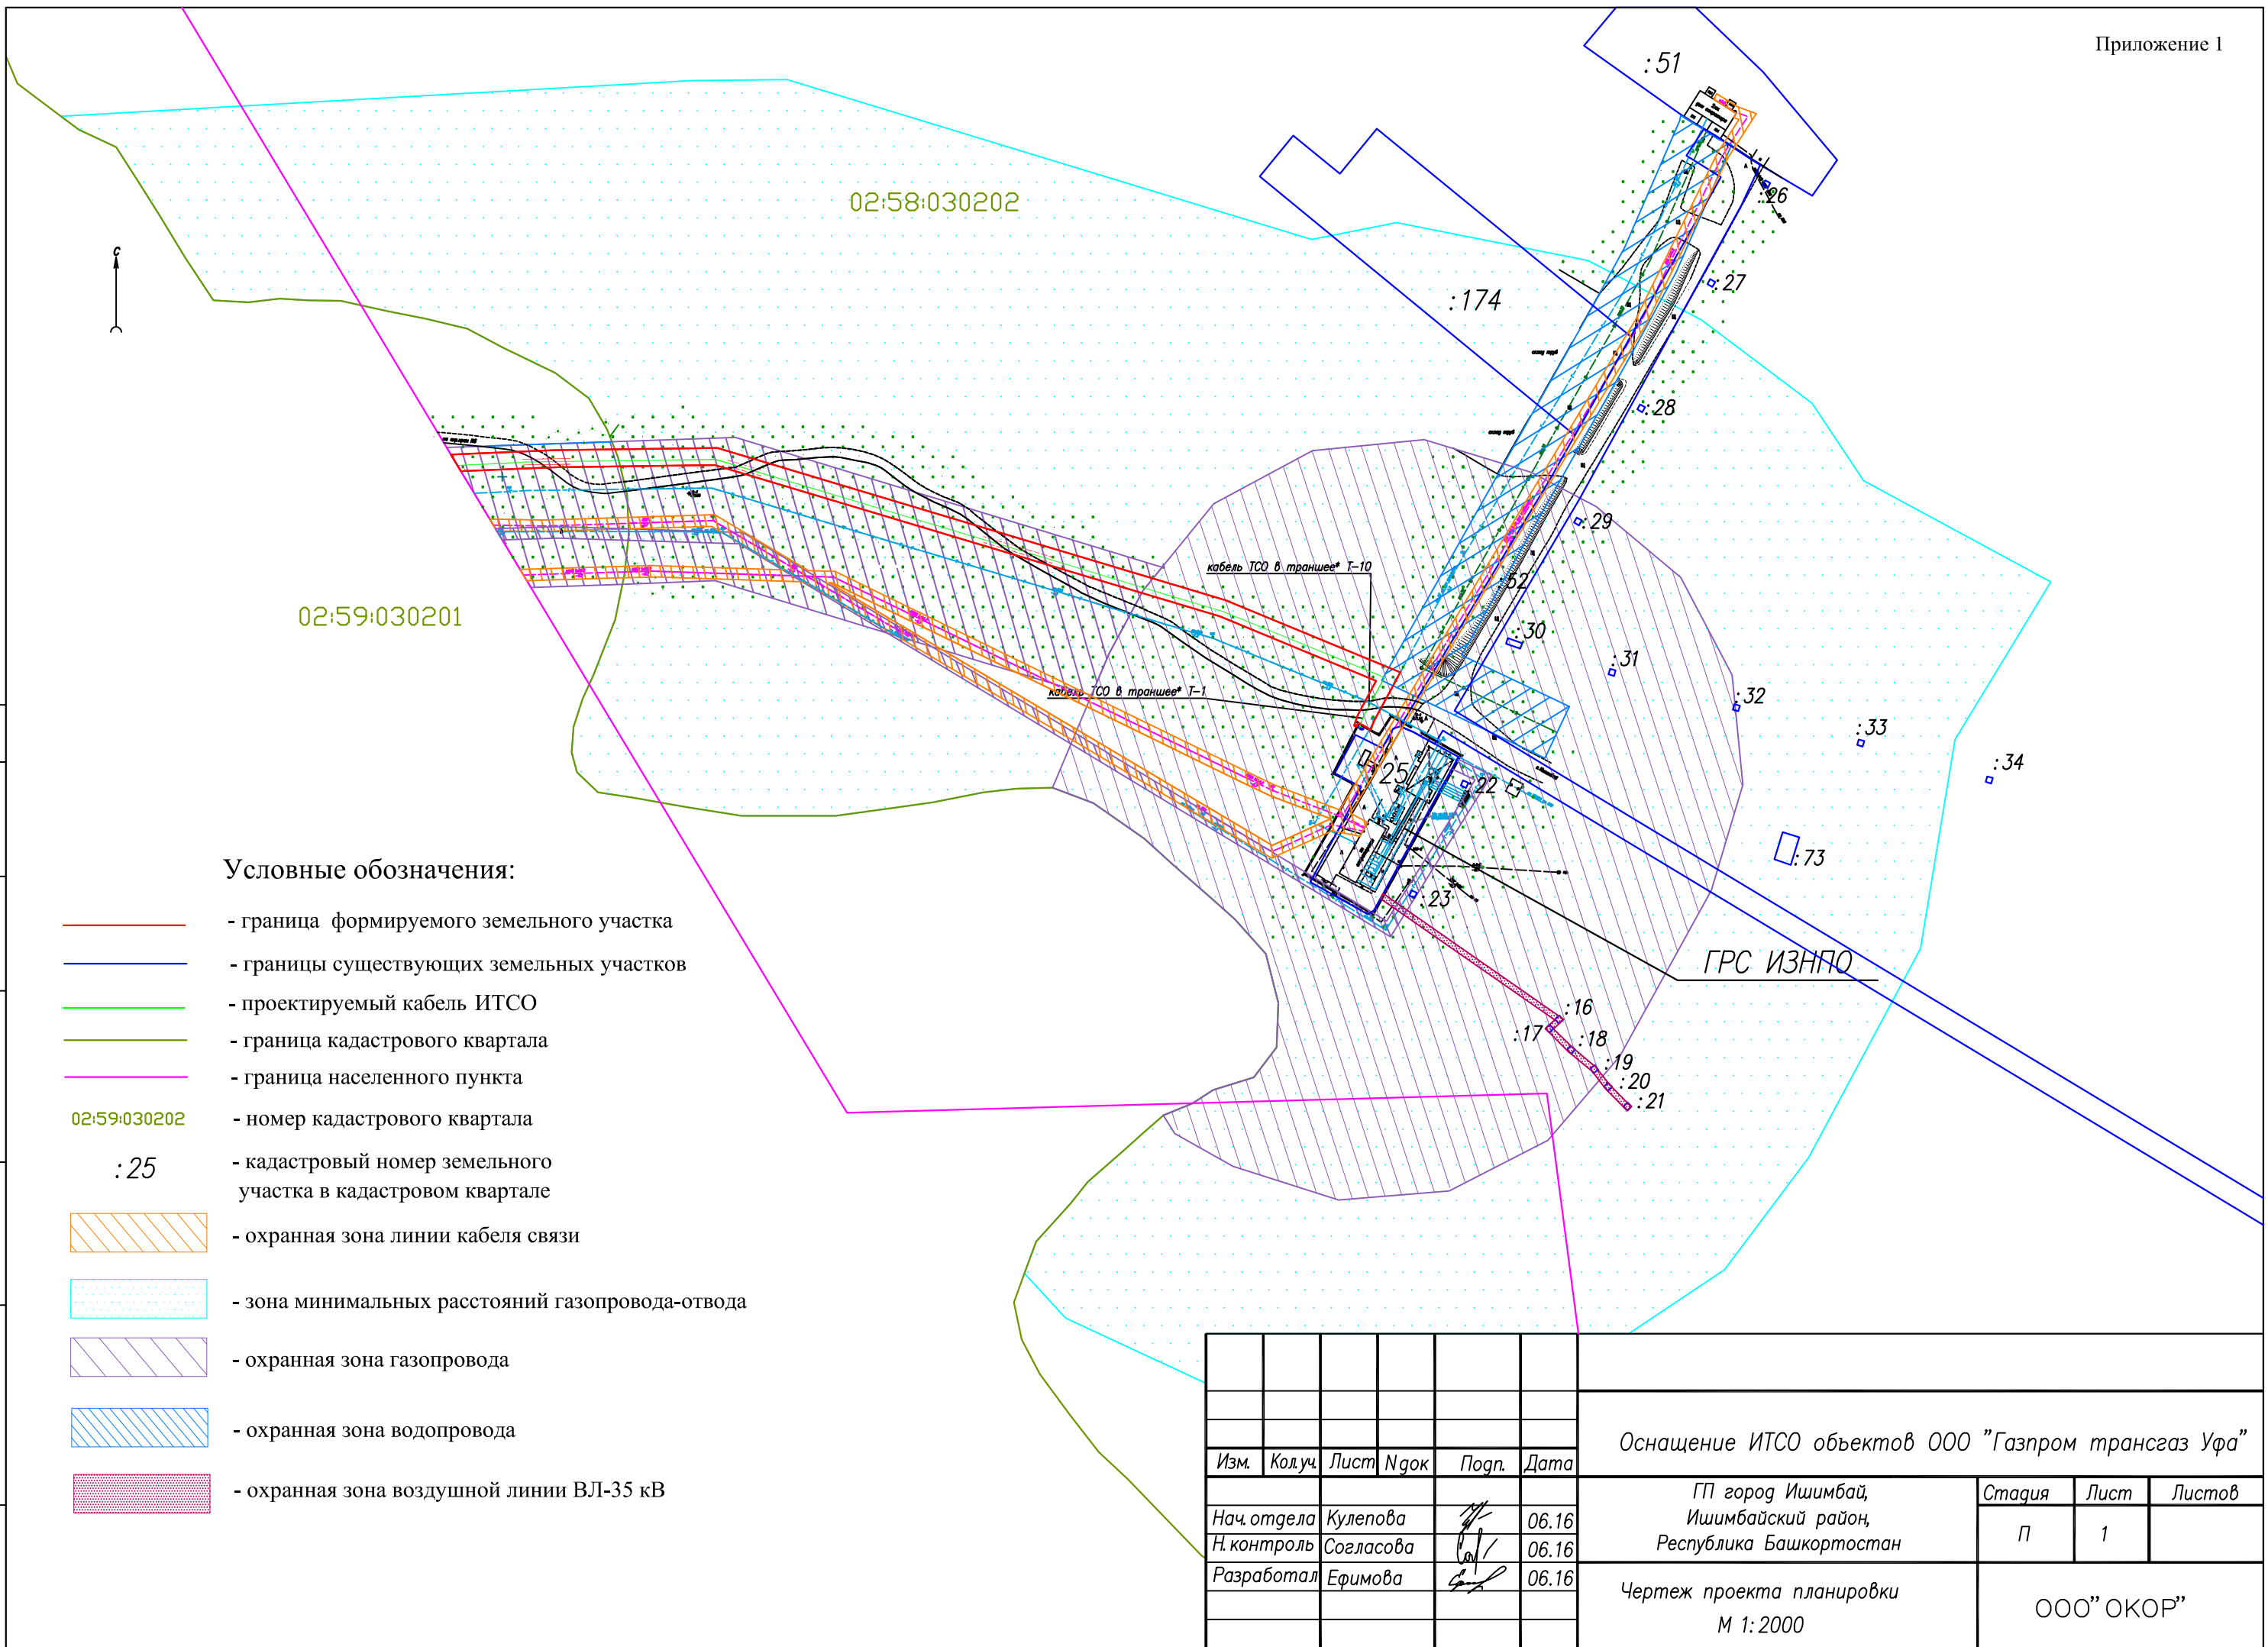 Приложение 1
:51
02:58:030202
:26
С
:27
:174
:28
:29
кабель ТСО в траншее* Т-10
:52
02:59:030201
:30
:31
кабель ТСО в траншее* Т-1
:32
:33
:34
25
:22
:73
:23
ГРС ИЗНПО
:16
:17
:18
:19
:20
:21
Условные обозначения:
- граница формируемого земельного участка
- границы существующих земельных участков
- проектируемый кабель ИТСО
- граница кадастрового квартала
- граница населенного пункта
02:59:030202 - номер кадастрового квартала
:25 - кадастровый номер земельного
участка в кадастровом квартале
- охранная зона линии кабеля связи
- зона минимальных расстояний газопровода-отвода
- охранная зона газопровода
- охранная зона водопровода
- охранная зона воздушной линии ВЛ-35 кВ
Оснащение ИТСО объектов ООО "Газпром трансгаз Уфа"
Изм. Кол.уч. Лист N док Подп. Дата
ГП город Ишимбай,
Ишимбайский район,
Республика Башкортостан
Стадия Лист Листов
П 1
Нач. отдела Кулепова 06.16
Н. контроль Согласова 06.16
Разработал Ефимова 06.16
Чертеж проекта планировки
М 1:2000
ООО"ОКОР"